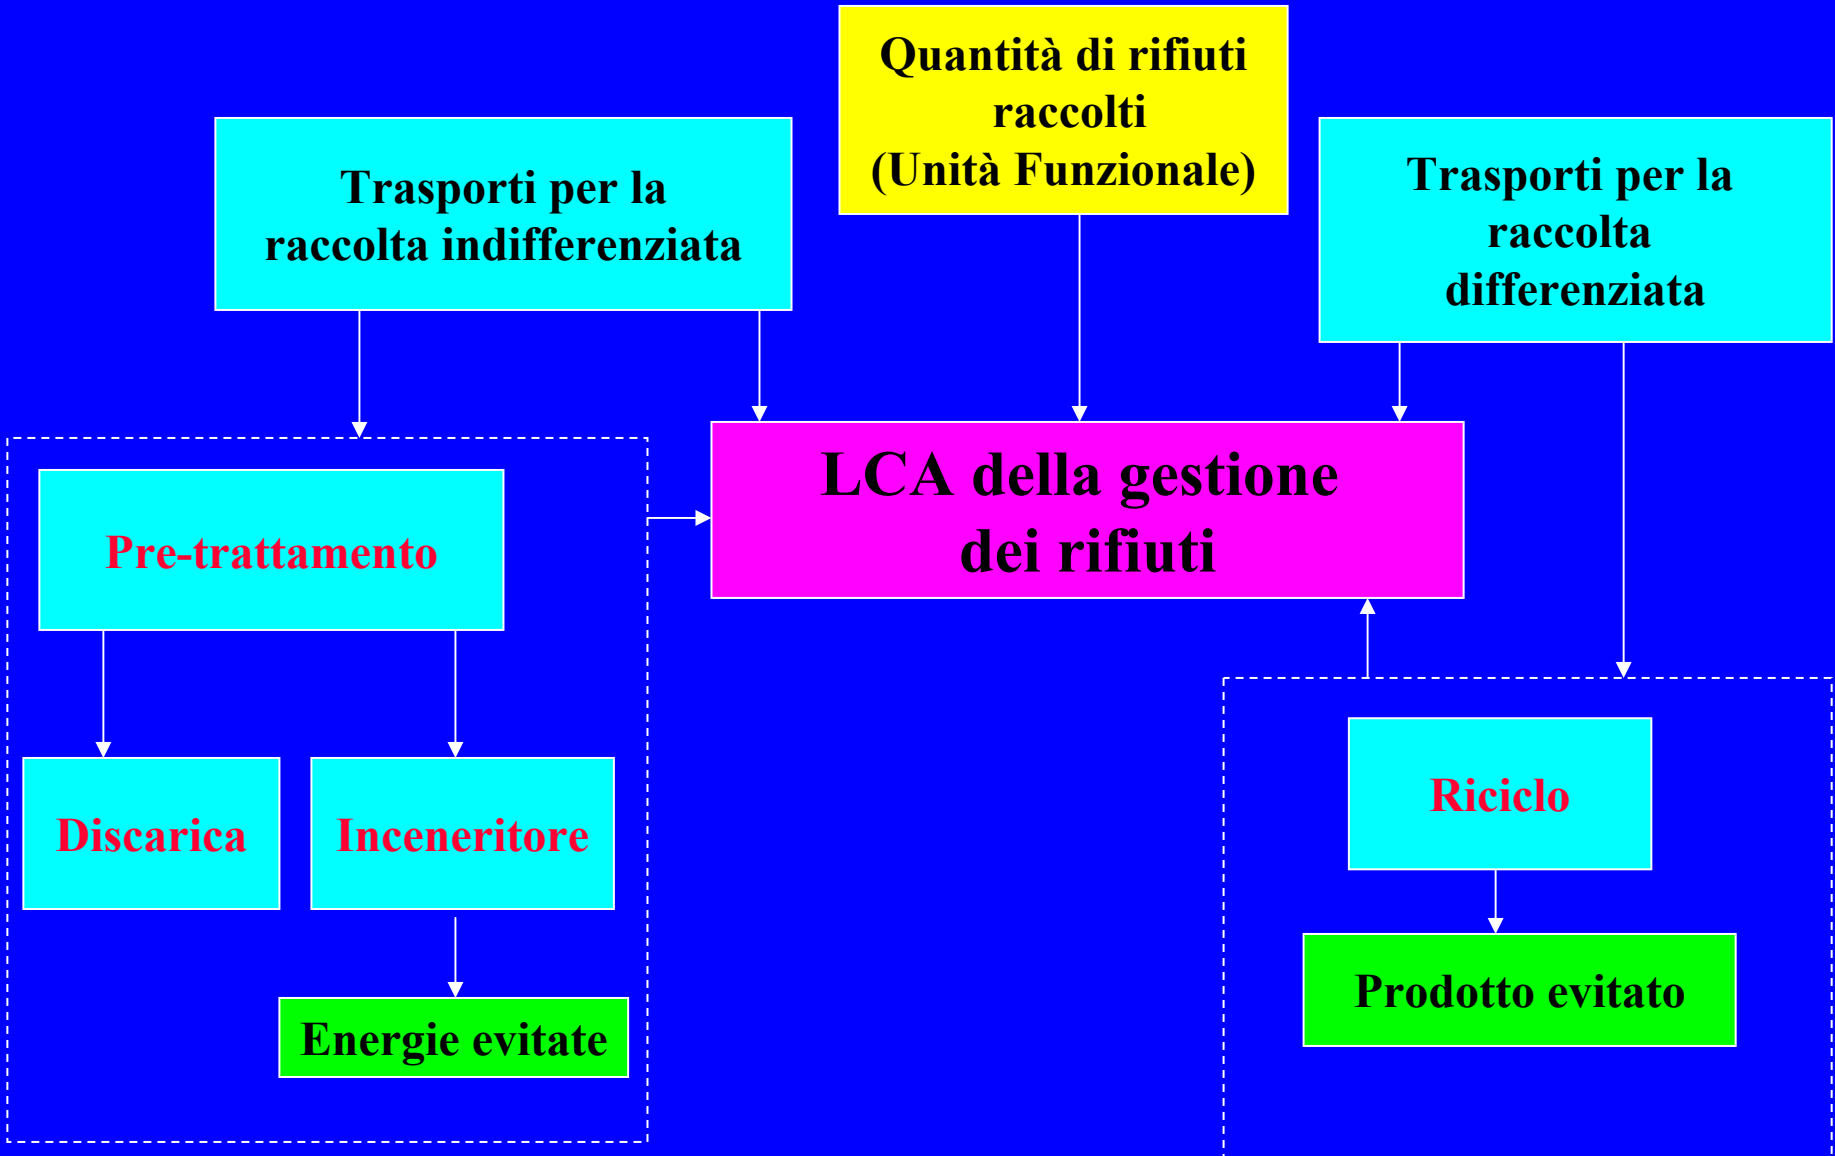 Quantità di rifiuti
raccolti
(Unità Funzionale)
Trasporti per la
raccolta indifferenziata
Trasporti per la
raccolta
differenziata
LCA della gestione
dei rifiuti
Pre-trattamento
Discarica
Inceneritore
Energie evitate
Riciclo
Prodotto evitato